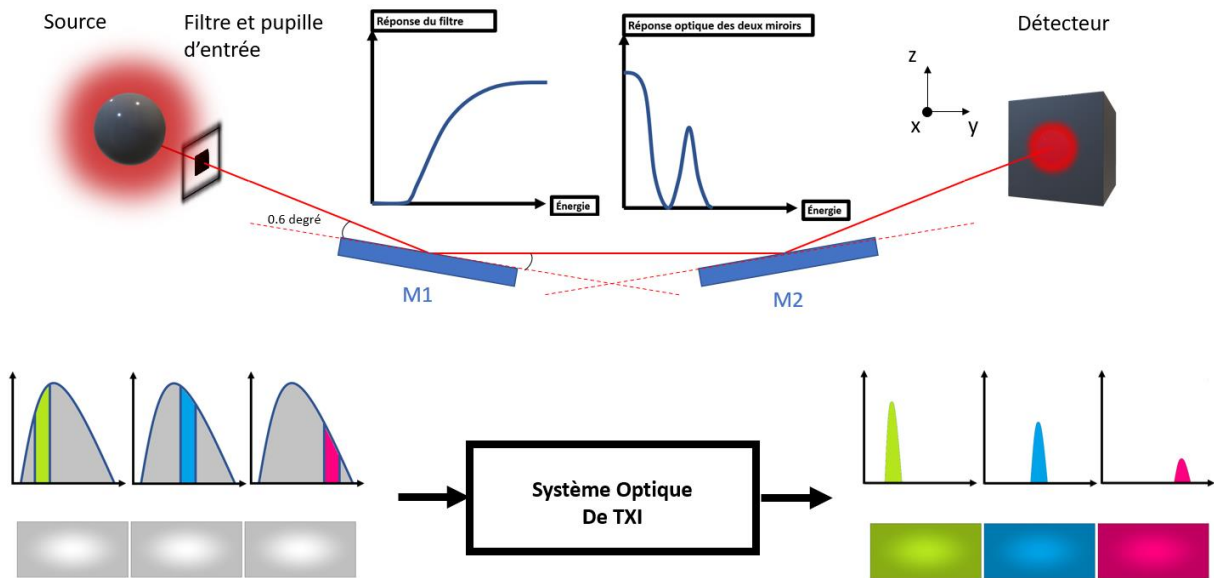 Source
Filtre et pupille
d'entrée
Réponse du filtre
Énergie
Réponse optique des deux miroirs
Énergie
Détecteur
z
x
y
0.6 degré
M1
M2
Système Optique
De TXI